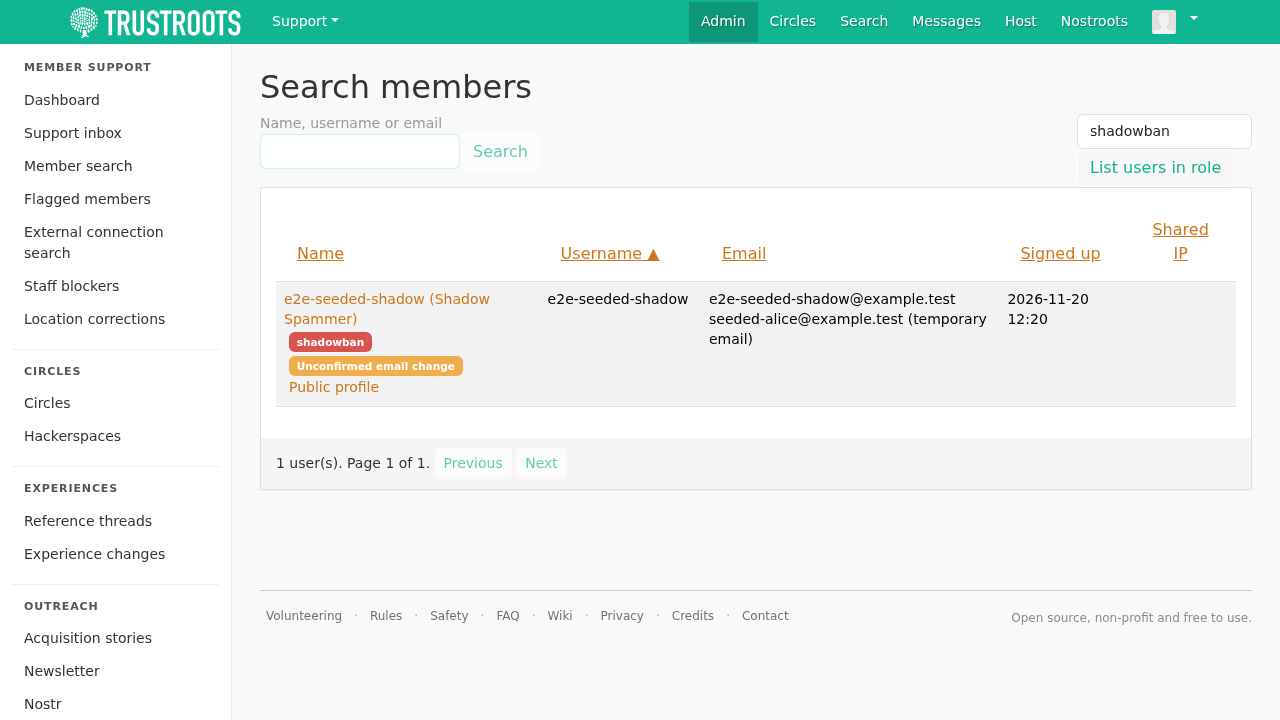 TRUSTROOTS
Support
Admin
Circles
Search
Messages
Host
Nostroots
MEMBER SUPPORT
Dashboard
Support inbox
Member search
Flagged members
External connection
search
Staff blockers
Location corrections
CIRCLES
Circles
Hackerspaces
EXPERIENCES
Reference threads
Experience changes
OUTREACH
Acquisition stories
Newsletter
Nostr
Search members
Name, username or email
Search
shadowban
List users in role
Name
Username ▲
Email
Signed up
Shared
IP
e2e-seeded-shadow (Shadow
Spammer)
shadowban
Unconfirmed email change
Public profile
e2e-seeded-shadow
e2e-seeded-shadow@example.test
seeded-alice@example.test (temporary
email)
2026-11-20
12:20
1 user(s). Page 1 of 1.
Previous
Next
Volunteering · Rules · Safety · FAQ · Wiki · Privacy · Credits · Contact
Open source, non-profit and free to use.